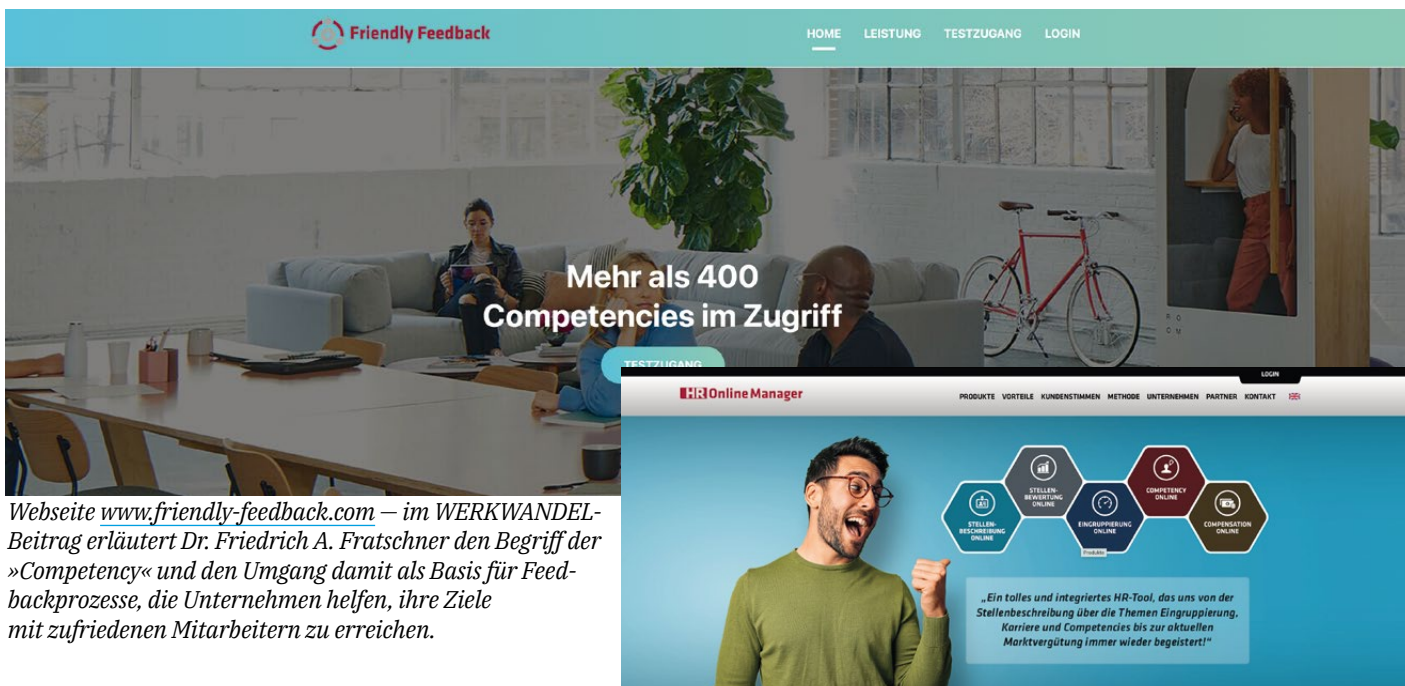 Friendly Feedback
HOME LEISTUNG TESTZUGANG LOGIN
Mehr als 400
Competencies im Zugriff
TESTZUGANG
Webseite www.friendly-feedback.com — im WERKWANDEL-
Beitrag erläutert Dr. Friedrich A. Fratschner den Begriff der
»Competency« und den Umgang damit als Basis für Feed-
backprozesse, die Unternehmen helfen, ihre Ziele
mit zufriedenen Mitarbeitern zu erreichen.
LOGIN
HR Online Manager
PRODUKTE VORTEILE KUNDENSTIMMEN METHODE UNTERNEHMEN PARTNER KONTAKT
STELLEN-
BESCHREIBUNG
ONLINE
STELLEN-
BEWERTUNG
ONLINE
EINGRUPPIERUNG
ONLINE
COMPETENCY
ONLINE
COMPENSATION
ONLINE
Produkte
„Ein tolles und integriertes HR-Tool, das uns von der
Stellenbeschreibung über die Themen Eingruppierung,
Karriere und Competencies bis zur aktuellen
Marktvergütung immer wieder begeistert!“